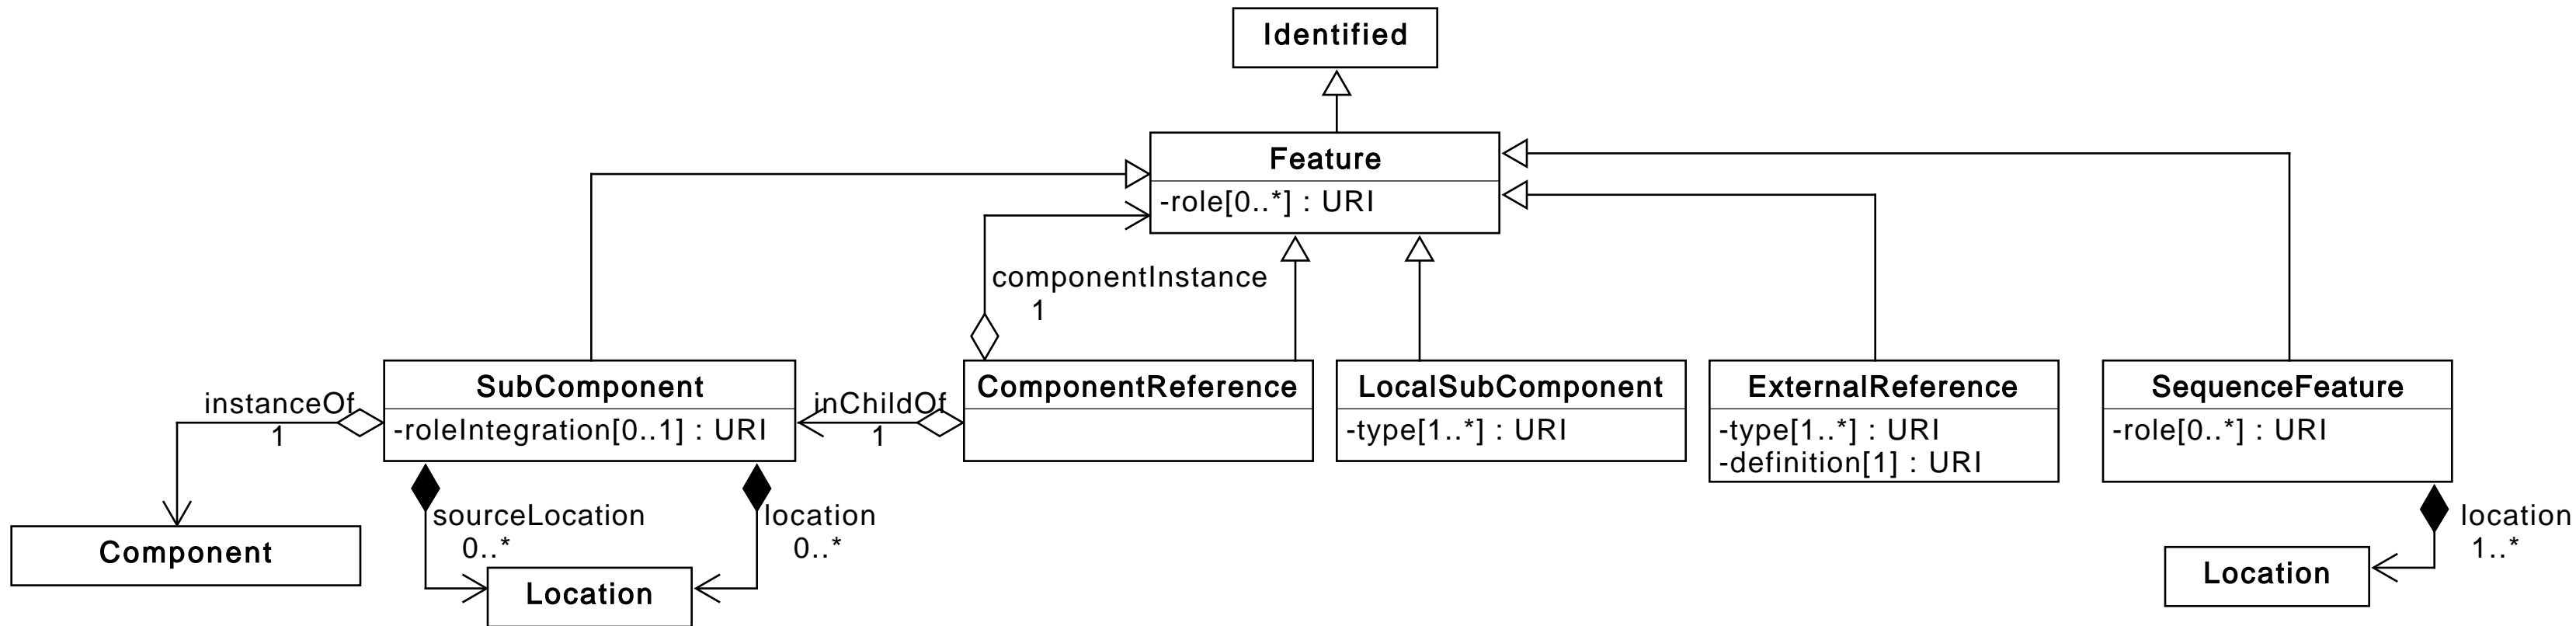 Identified
Feature
-role[0..*] : URI
componentInstance
1
instanceOf
1
SubComponent
-roleIntegration[0..1] : URI
inChildOf
1
ComponentReference
LocalSubComponent
-type[1..*] : URI
ExternalReference
-type[1..*] : URI
-definition[1] : URI
SequenceFeature
-role[0..*] : URI
sourceLocation
0..*
location
0..*
location
1..*
Component
Location
Location